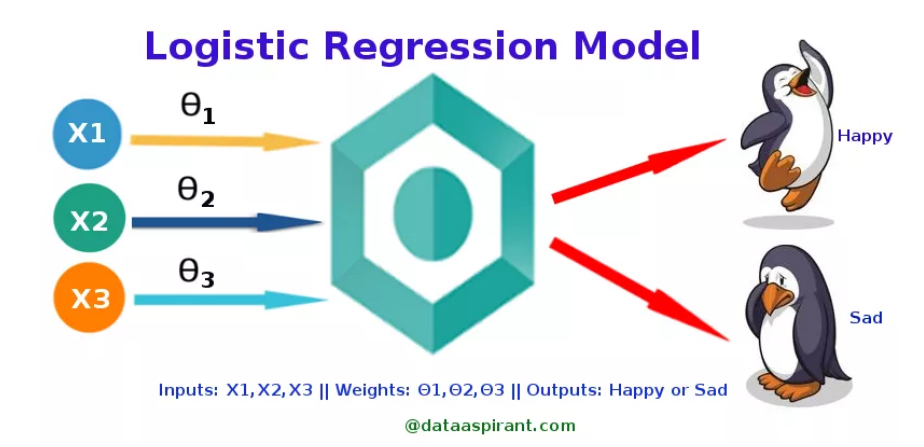 Logistic Regression Model
X1
Θ1
X2
Θ2
X3
Θ3
Happy
Sad
Inputs: X1,X2,X3 || Weights: Θ1,Θ2,Θ3 || Outputs: Happy or Sad
@dataaspirant.com